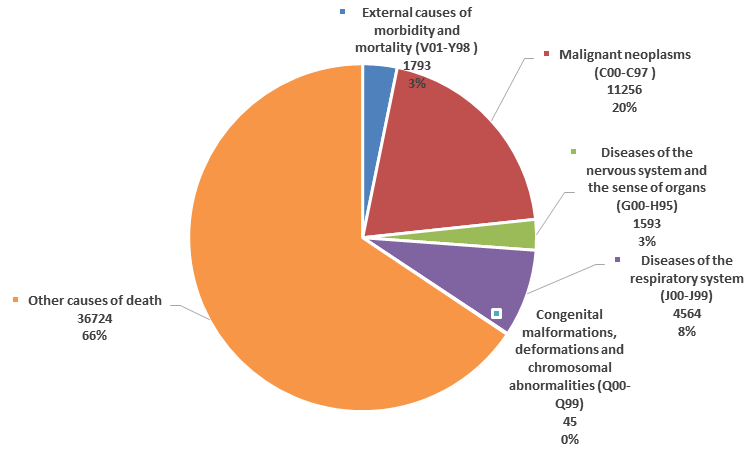 External causes of
morbidity and
mortality (V01-Y98 )
1793
3%
Malignant neoplasms
(C00-C97 )
11256
20%
Diseases of the
nervous system and
the sense of organs
(G00-H95)
1593
3%
Diseases of the
respiratory system
(J00-J99)
4564
8%
Congenital
malformations,
deformations and
chromosomal
abnormalities (Q00-
Q99)
45
0%
Other causes of death
36724
66%